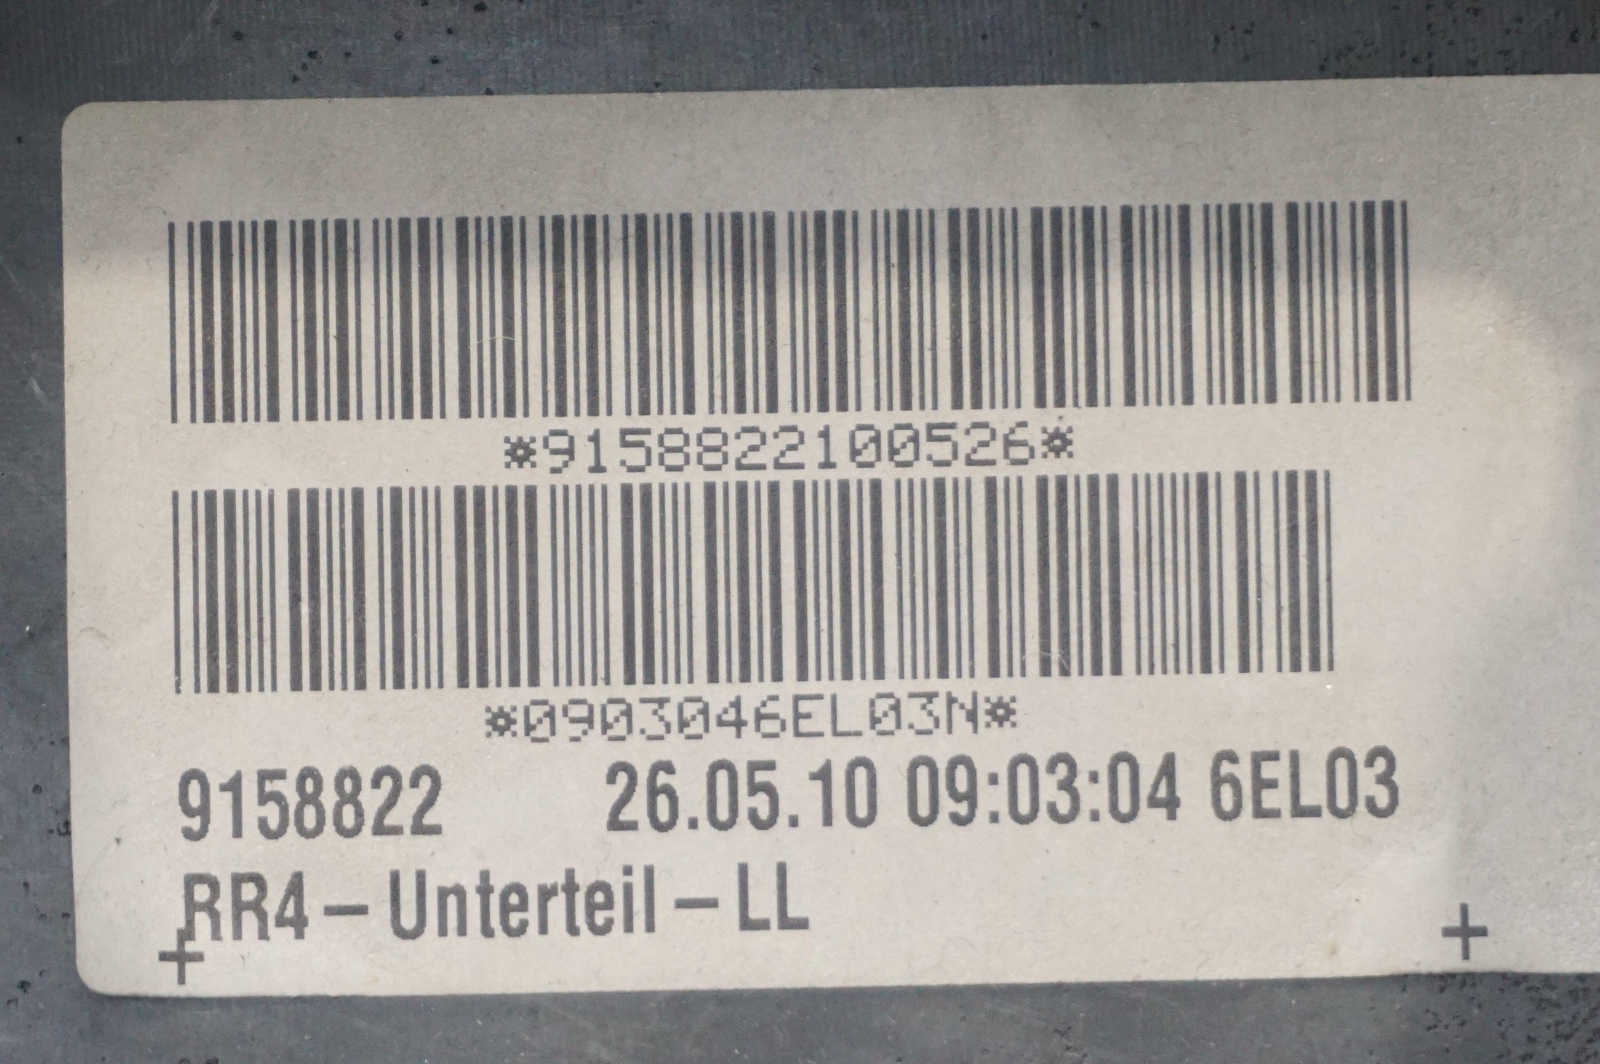 *9158822100526*
*0903046EL03N*
9158822 26.05.10 09:03:04 6EL03
RR4-Unterteil-LL